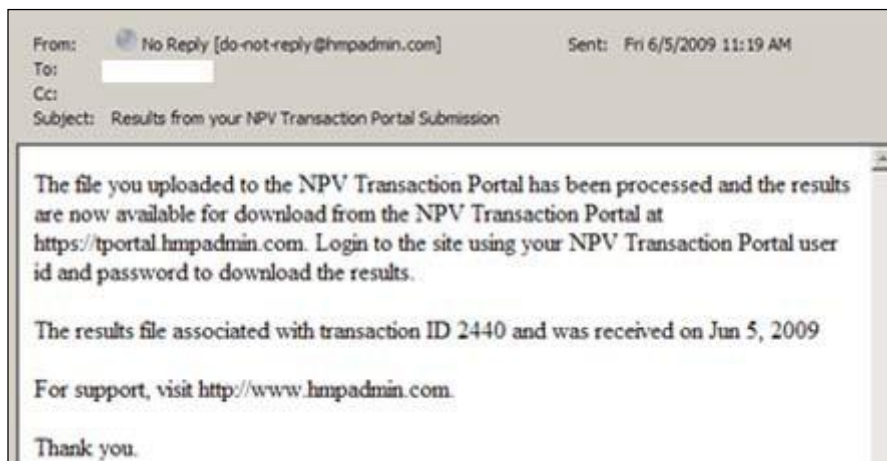 From: No Reply [do-not-reply@hmpadmin.com] Sent: Fri 6/5/2009 11:19 AM
To:
Cc:
Subject: Results from your NPV Transaction Portal Submission
The file you uploaded to the NPV Transaction Portal has been processed and the results
are now available for download from the NPV Transaction Portal at
https://tportal.hmpadmin.com. Login to the site using your NPV Transaction Portal user
id and password to download the results.
The results file associated with transaction ID 2440 and was received on Jun 5, 2009
For support, visit http://www.hmpadmin.com.
Thank you.